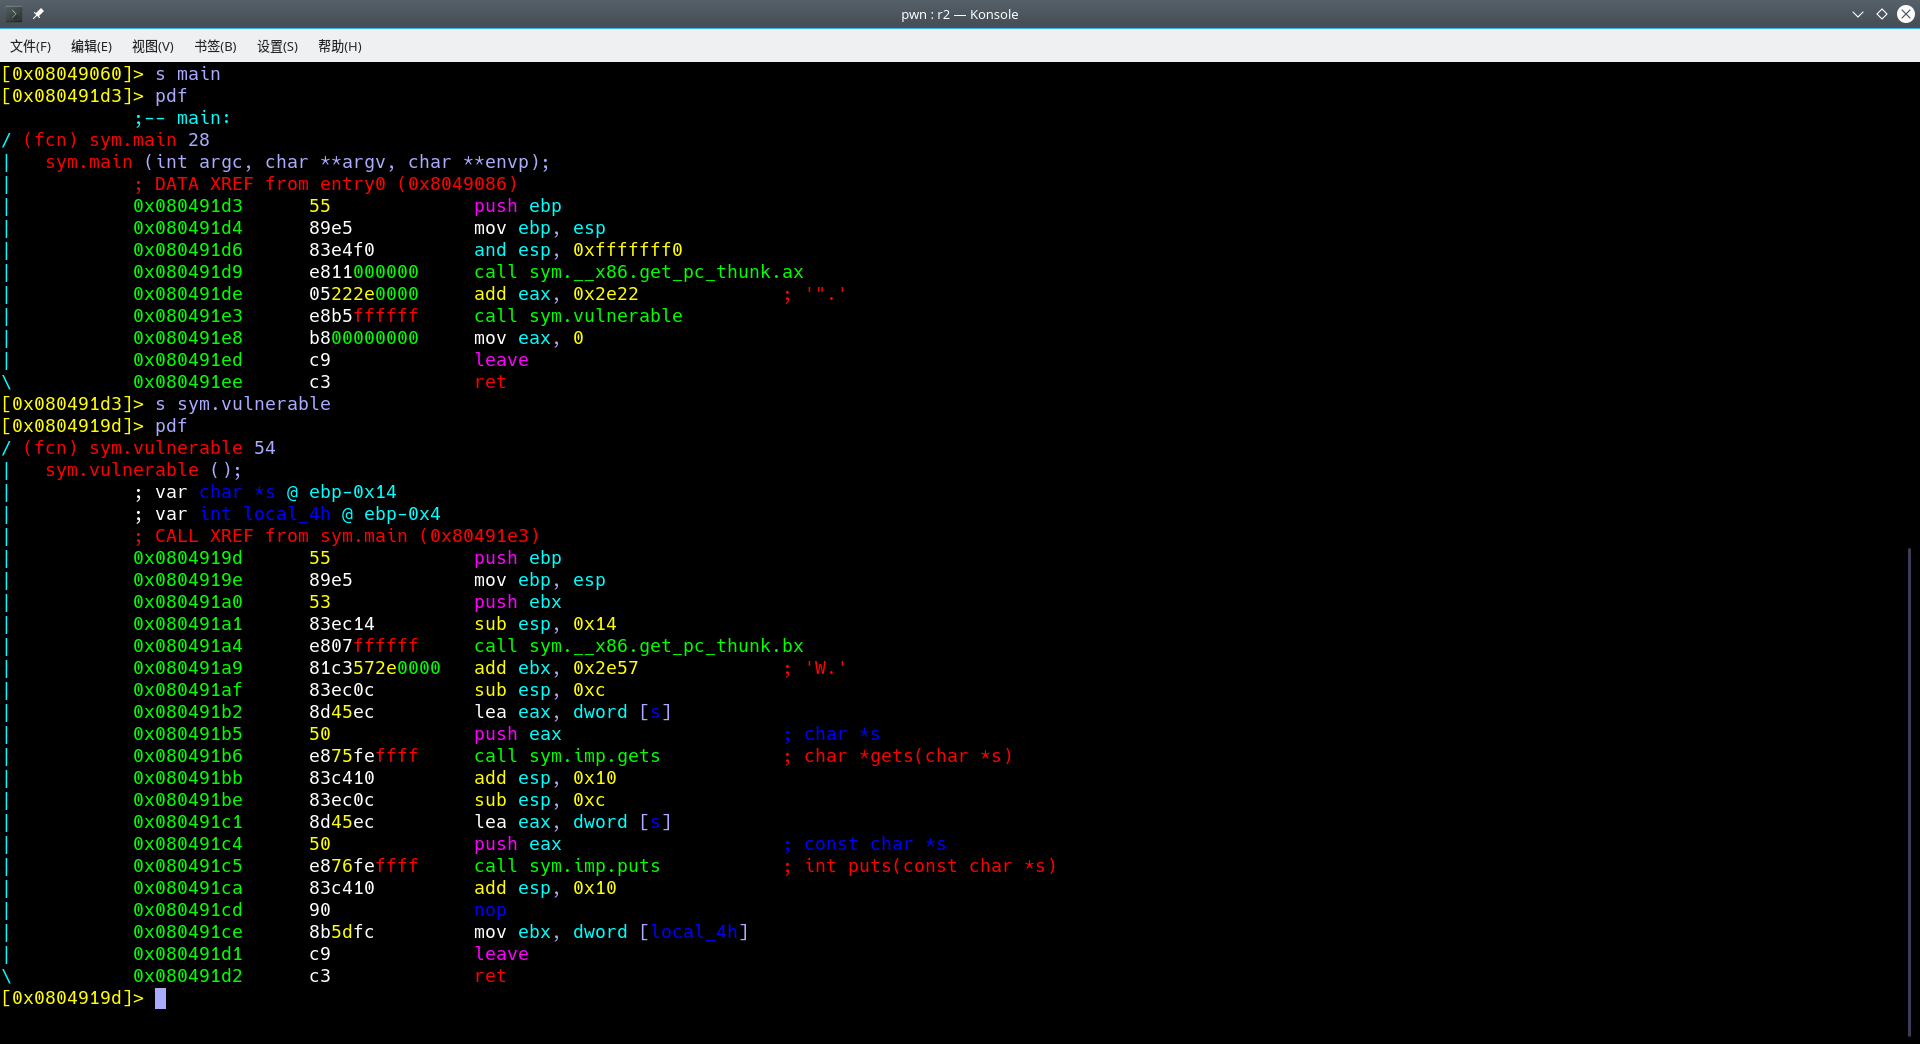 pwn : r2 — Konsole
文件(F) 编辑(E) 视图(V) 书签(B) 设置(S) 帮助(H)
[0x08049060]> s main
[0x080491d3]> pdf
            ;-- main:
/ (fcn) sym.main 28
|   sym.main (int argc, char **argv, char **envp);
|           ; DATA XREF from entry0 (0x8049086)
|           0x080491d3      55             push ebp
|           0x080491d4      89e5           mov ebp, esp
|           0x080491d6      83e4f0         and esp, 0xfffffff0
|           0x080491d9      e811000000     call sym.__x86.get_pc_thunk.ax
|           0x080491de      05222e0000     add eax, 0x2e22             ; '".'
|           0x080491e3      e8b5ffffff     call sym.vulnerable
|           0x080491e8      b800000000     mov eax, 0
|           0x080491ed      c9             leave
\           0x080491ee      c3             ret
[0x080491d3]> s sym.vulnerable
[0x0804919d]> pdf
/ (fcn) sym.vulnerable 54
|   sym.vulnerable ();
|           ; var char *s @ ebp-0x14
|           ; var int local_4h @ ebp-0x4
|           ; CALL XREF from sym.main (0x80491e3)
|           0x0804919d      55             push ebp
|           0x0804919e      89e5           mov ebp, esp
|           0x080491a0      53             push ebx
|           0x080491a1      83ec14         sub esp, 0x14
|           0x080491a4      e807ffffff     call sym.__x86.get_pc_thunk.bx
|           0x080491a9      81c3572e0000   add ebx, 0x2e57             ; 'W.'
|           0x080491af      83ec0c         sub esp, 0xc
|           0x080491b2      8d45ec         lea eax, dword [s]
|           0x080491b5      50             push eax                    ; char *s
|           0x080491b6      e875feffff     call sym.imp.gets           ; char *gets(char *s)
|           0x080491bb      83c410         add esp, 0x10
|           0x080491be      83ec0c         sub esp, 0xc
|           0x080491c1      8d45ec         lea eax, dword [s]
|           0x080491c4      50             push eax                    ; const char *s
|           0x080491c5      e876feffff     call sym.imp.puts           ; int puts(const char *s)
|           0x080491ca      83c410         add esp, 0x10
|           0x080491cd      90             nop
|           0x080491ce      8b5dfc         mov ebx, dword [local_4h]
|           0x080491d1      c9             leave
\           0x080491d2      c3             ret
[0x0804919d]>